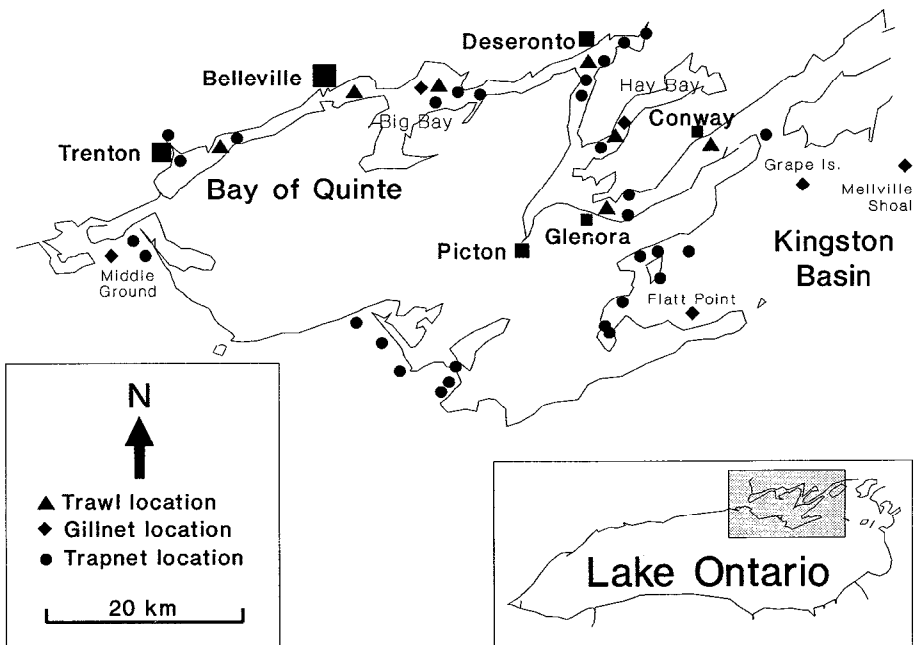 Deseronto
Belleville
Hay Bay
Big Bay
Conway
Trenton
Grape Is.
Bay of Quinte
Mellville
Shoal
Glenora
Picton
Kingston
Basin
Middle
Ground
Flatt Point
N
Trawl location
Gillnet location
Trapnet location
20 km
Lake Ontario